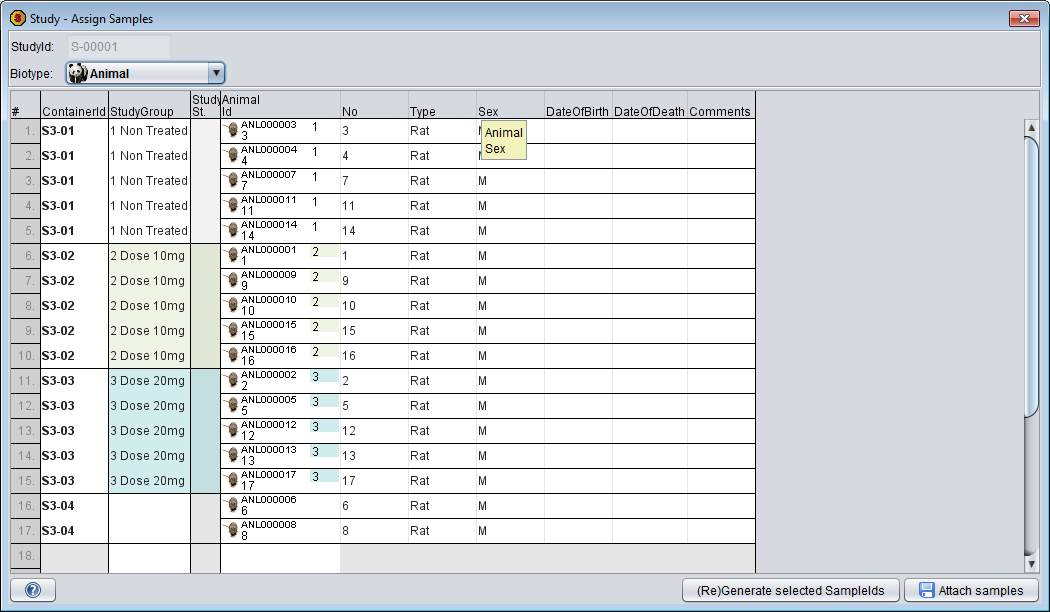 Study - Assign Samples
StudyId: S-00001
Biotype: Animal
# ContainerId StudyGroup Study St. Animal Id No Type Sex DateOfBirth DateOfDeath Comments
Animal
Sex
1. S3-01 1 Non Treated ANL000003 3 1 3 Rat
2. S3-01 1 Non Treated ANL000004 4 1 4 Rat
3. S3-01 1 Non Treated ANL000007 7 1 7 Rat M
4. S3-01 1 Non Treated ANL000011 11 1 11 Rat M
5. S3-01 1 Non Treated ANL000014 14 1 14 Rat M
6. S3-02 2 Dose 10mg ANL000001 1 2 1 Rat M
7. S3-02 2 Dose 10mg ANL000009 9 2 9 Rat M
8. S3-02 2 Dose 10mg ANL000010 10 2 10 Rat M
9. S3-02 2 Dose 10mg ANL000015 15 2 15 Rat M
10. S3-02 2 Dose 10mg ANL000016 16 2 16 Rat M
11. S3-03 3 Dose 20mg ANL000002 2 3 2 Rat M
12. S3-03 3 Dose 20mg ANL000005 5 3 5 Rat M
13. S3-03 3 Dose 20mg ANL000012 12 3 12 Rat M
14. S3-03 3 Dose 20mg ANL000013 13 3 13 Rat M
15. S3-03 3 Dose 20mg ANL000017 17 3 17 Rat M
16. S3-04 ANL000006 6 6 Rat M
17. S3-04 ANL000008 8 8 Rat M
18.
? (Re)Generate selected SampleIds Attach samples